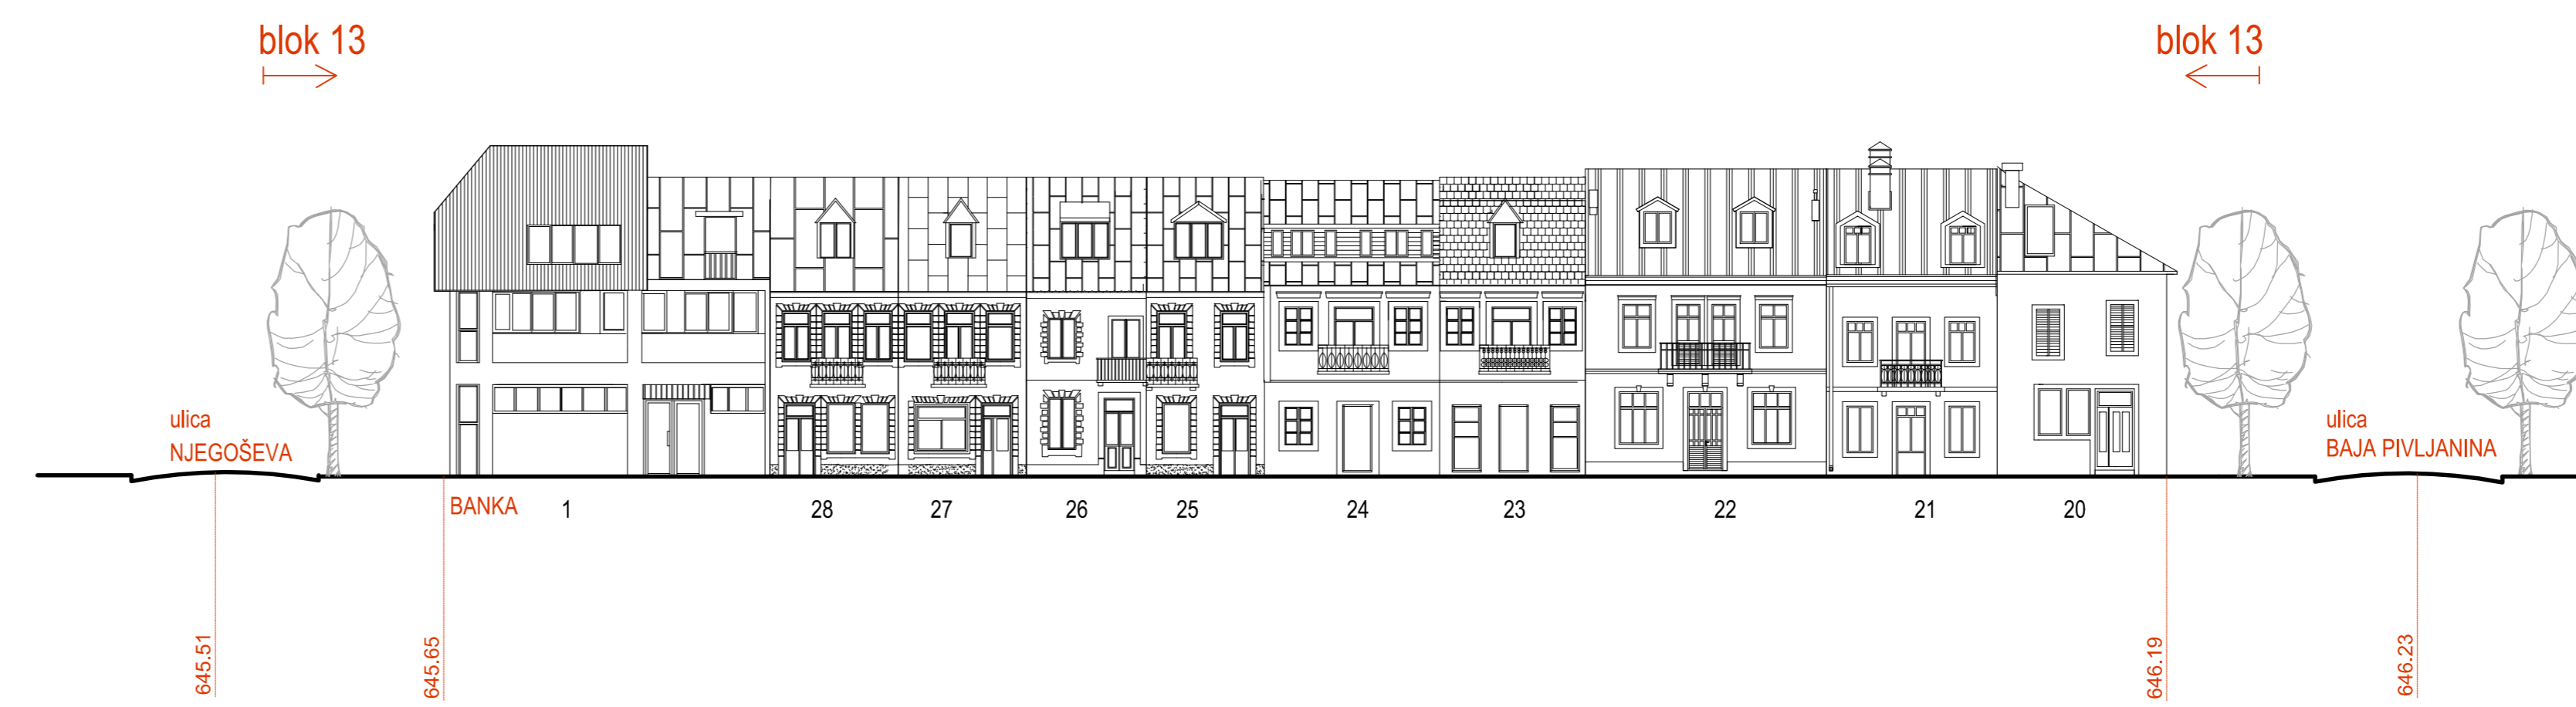 blok 13
blok 13
ulica
NJEGOŠEVA
ulica
BAJA PIVLJANINA
BANKA
1
28
27
26
25
24
23
22
21
20
645.51
645.65
646.19
646.23